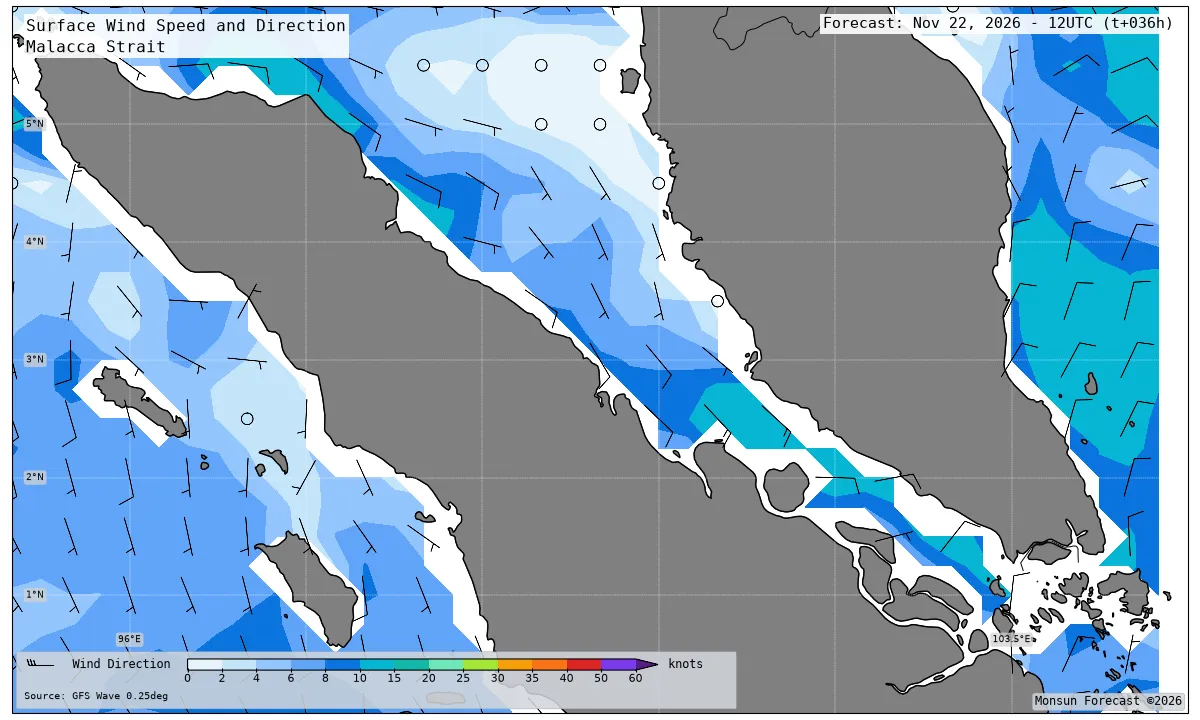 Surface Wind Speed and Direction
Malacca Strait
Forecast: Nov 22, 2026 - 12UTC (t+036h)
5°N
4°N
3°N
2°N
1°N
96°E
103.5°E
Wind Direction
knots
0 2 4 6 8 10 15 20 25 30 35 40 50 60
Source: GFS Wave 0.25deg
Monsun Forecast ©2026